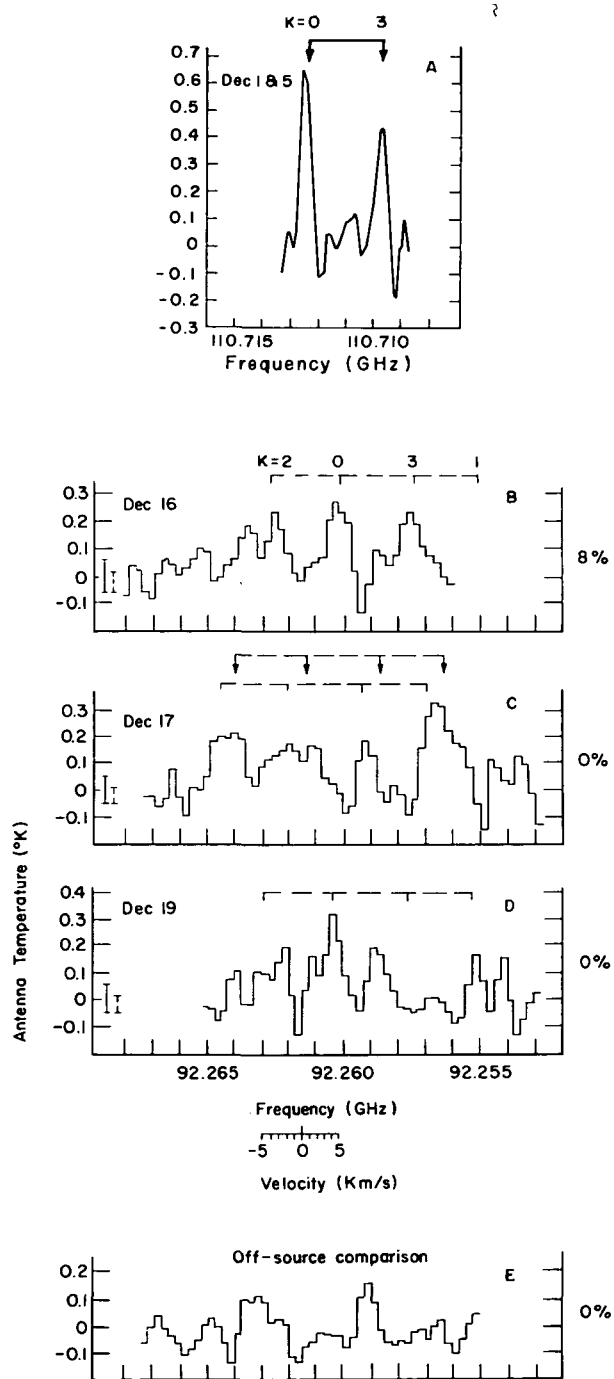 K=0 3
A
Dec 1&5
0.7
0.6
0.5
0.4
0.3
0.2
0.1
0
-0.1
-0.2
-0.3
110.715 110.710
Frequency (GHz)
K=2 0 3 1
Dec 16
B
8%
0.3
0.2
0.1
0
-0.1
Dec 17
C
0%
0.3
0.2
0.1
0
-0.1
Dec 19
D
0%
0.4
0.3
0.2
0.1
0
-0.1
Antenna Temperature (°K)
92.265 92.260 92.255
Frequency (GHz)
-5 0 5
Velocity (Km/s)
Off-source comparison
E
0%
0.2
0.1
0
-0.1